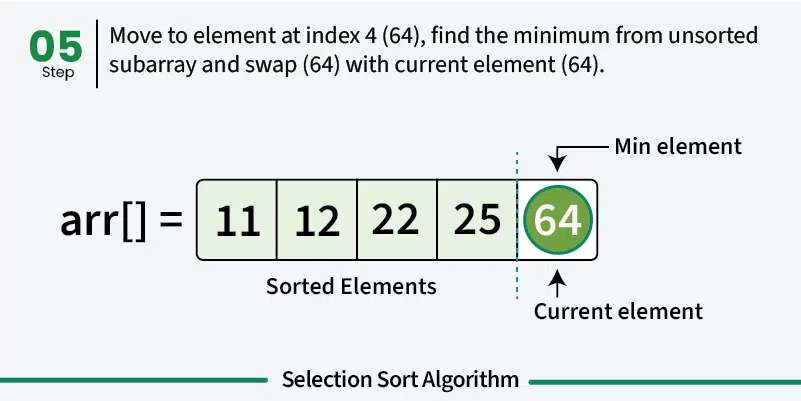 05
Step
Move to element at index 4 (64), find the minimum from unsorted
subarray and swap (64) with current element (64).
Min element
arr[] = 11 12 22 25 64
Sorted Elements
Current element
Selection Sort Algorithm